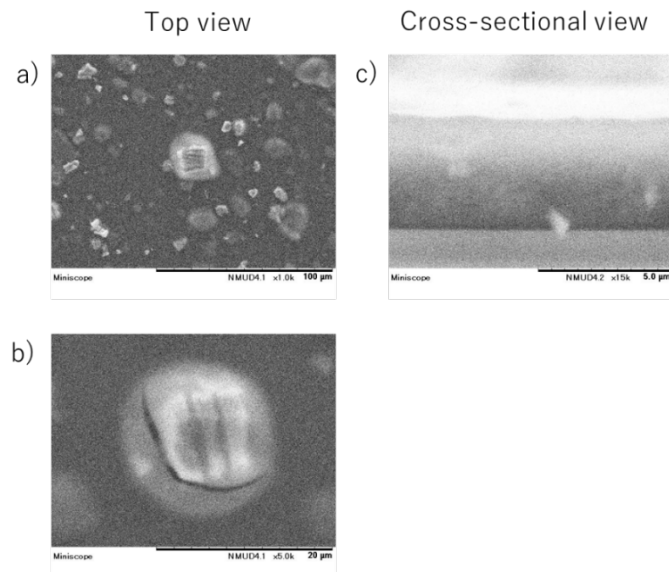 Top view
Cross-sectional view
a)
c)
Miniscope NMUD4.1 x1.0k 100 µm
Miniscope NMUD4.2 x15k 5.0 µm
b)
Miniscope NMUD4.1 x5.0k 20 µm